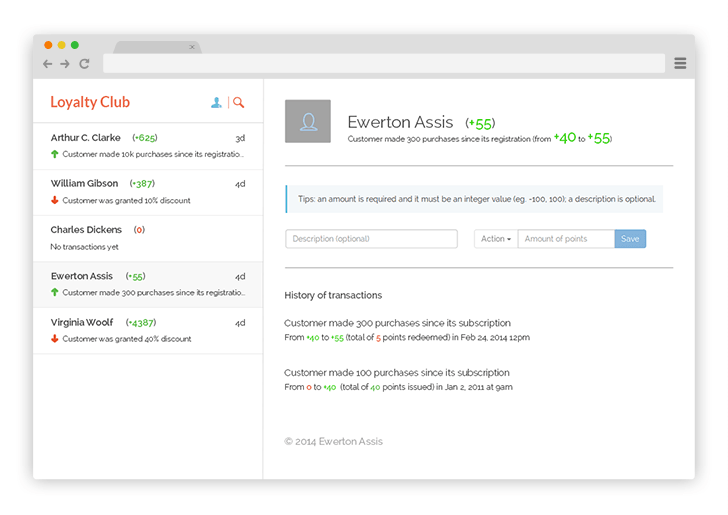 Loyalty Club
Arthur C. Clarke (+625) 3d
Customer made 10k purchases since its registratio...
William Gibson (+387) 4d
Customer was granted 10% discount
Charles Dickens (0)
No transactions yet
Ewerton Assis (+55) 4d
Customer made 300 purchases since its registratio...
Virginia Woolf (+4387) 4d
Customer was granted 40% discount
Ewerton Assis (+55)
Customer made 300 purchases since its registration (from +40 to +55)
Tips: an amount is required and it must be an integer value (eg. -100, 100); a description is optional.
Description (optional) Action Amount of points Save
History of transactions
Customer made 300 purchases since its subscription
From +40 to +55 (total of 5 points redeemed) in Feb 24, 2014 12pm
Customer made 100 purchases since its subscription
From 0 to +40 (total of 40 points issued) in Jan 2, 2011 at 9am
© 2014 Ewerton Assis